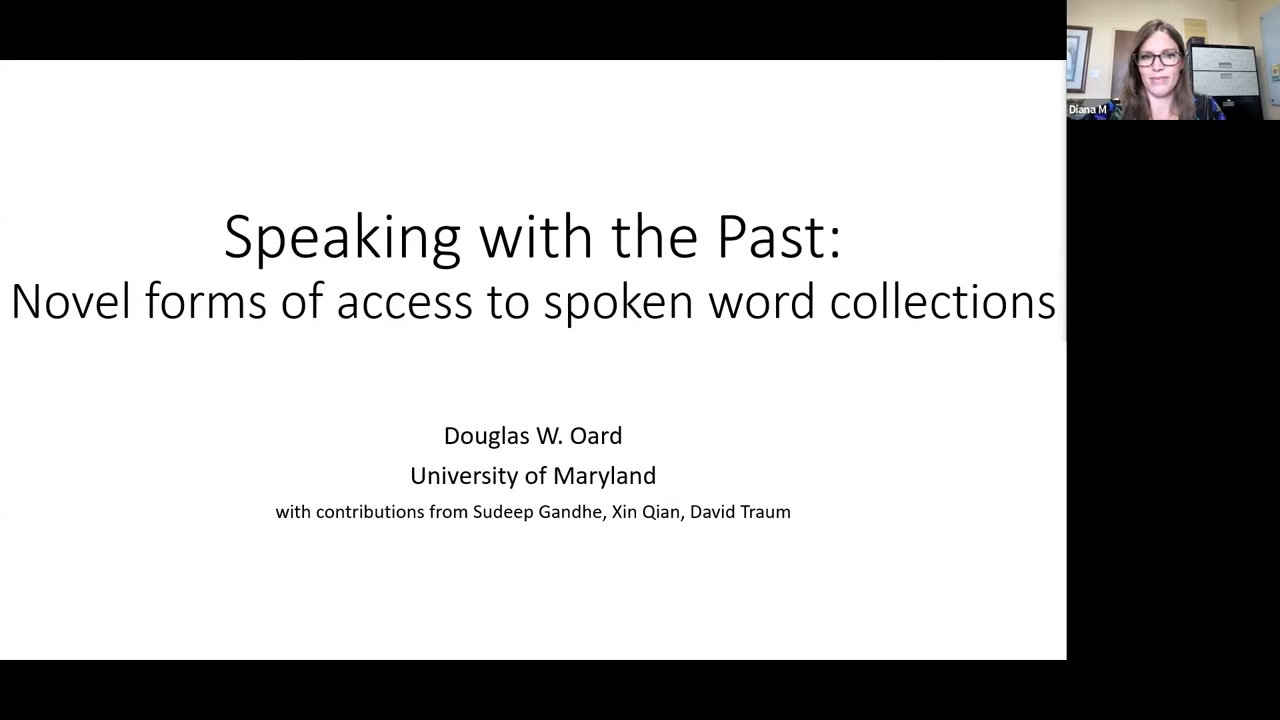 Speaking with the Past:
Novel forms of access to spoken word collections
Douglas W. Oard
University of Maryland
with contributions from Sudeep Gandhe, Xin Qian, David Traum
Diana M